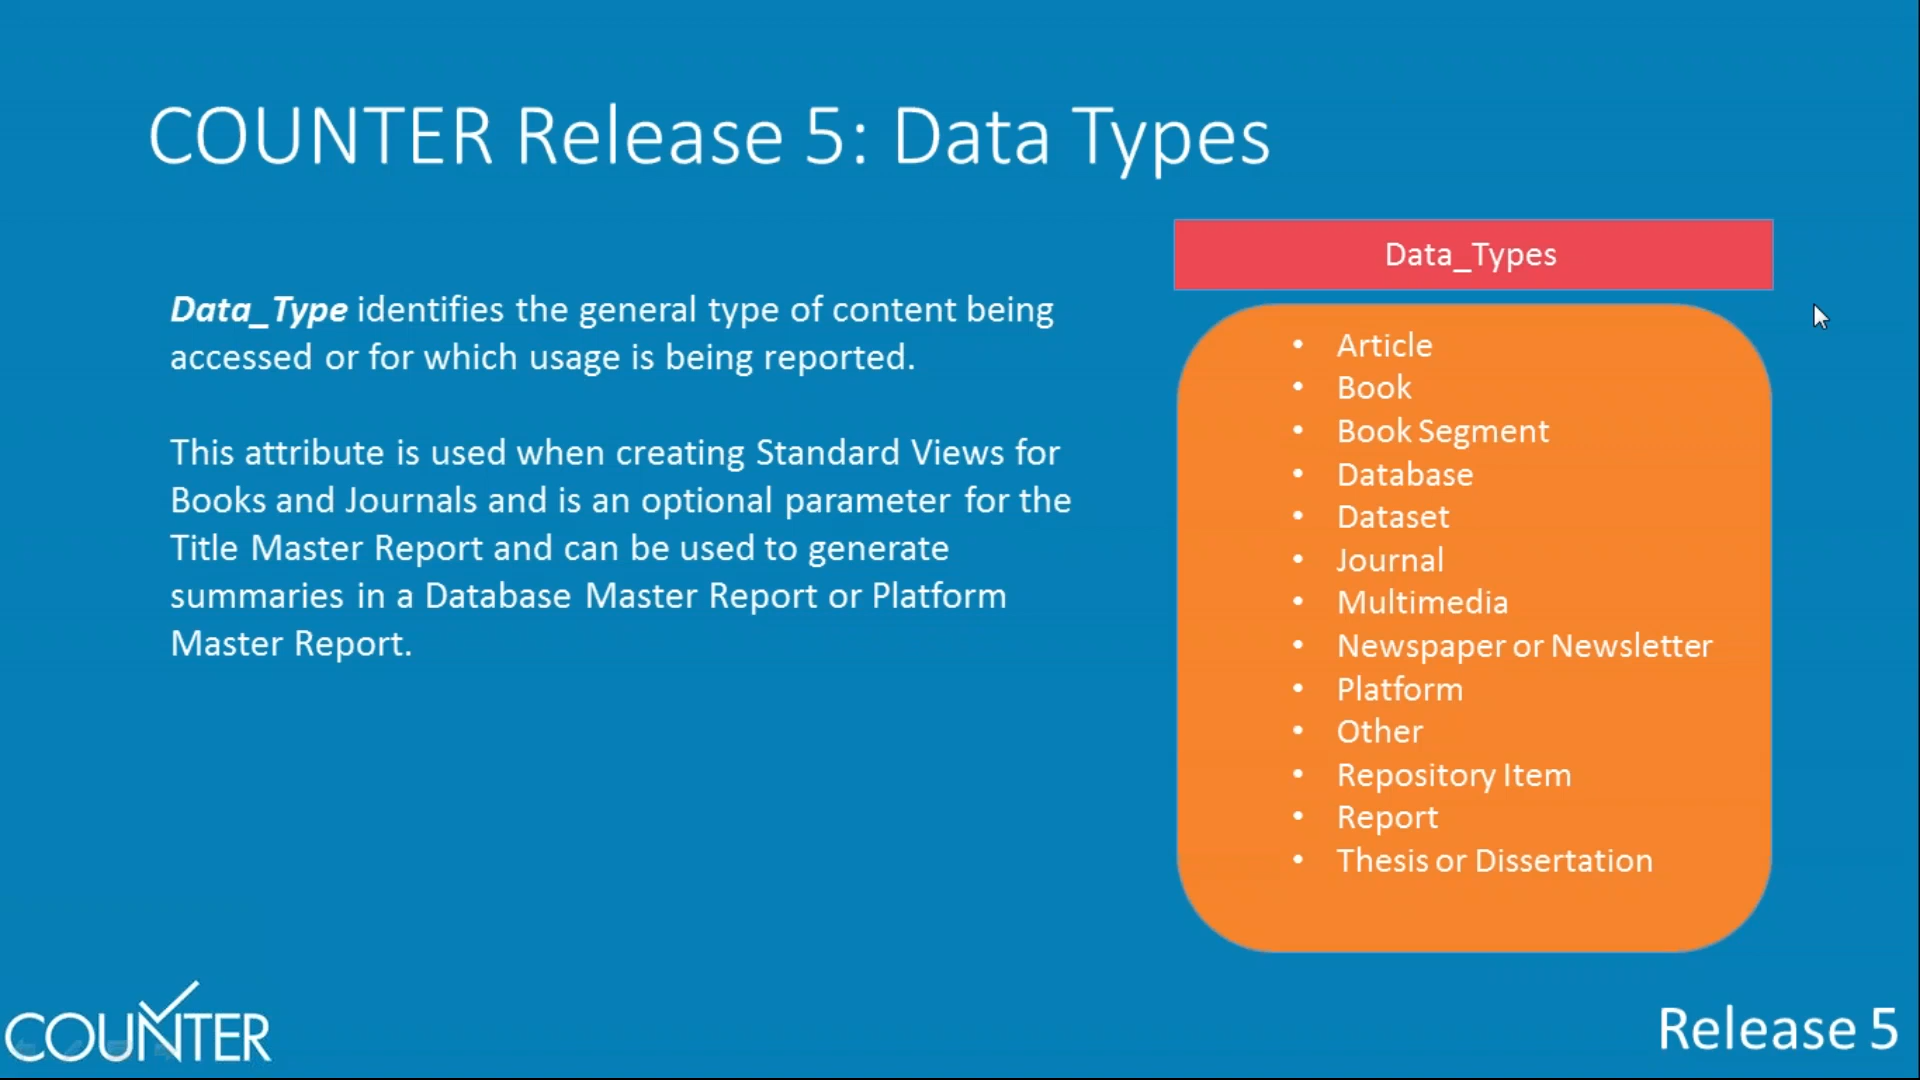 COUNTER Release 5: Data Types
Data_Type identifies the general type of content being
accessed or for which usage is being reported.
This attribute is used when creating Standard Views for
Books and Journals and is an optional parameter for the
Title Master Report and can be used to generate
summaries in a Database Master Report or Platform
Master Report.
Data_Types
• Article
• Book
• Book Segment
• Database
• Dataset
• Journal
• Multimedia
• Newspaper or Newsletter
• Platform
• Other
• Repository Item
• Report
• Thesis or Dissertation
COUNTER
Release 5